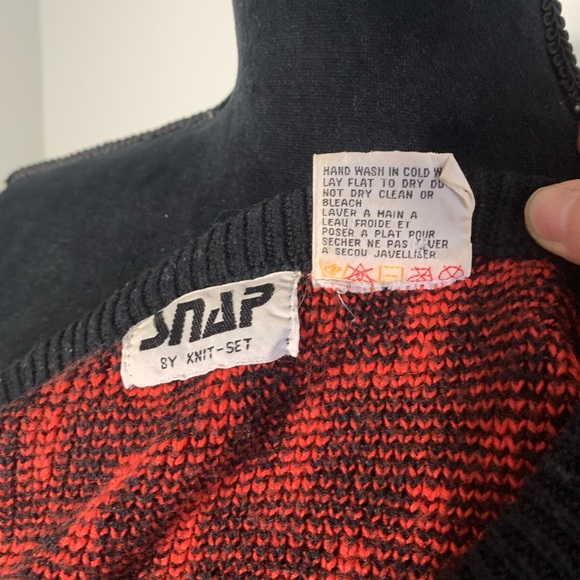 HAND WASH IN COLD
LAY FLAT TO DRY DO
NOT DRY CLEAN OR
BLEACH
LAVER A MAIN A
LEAU FROIDE ET
POSER A PLAT POUR
SECHER NE PAS
A SECOU JAVELLISER
SNAP
BY KNIT-SET